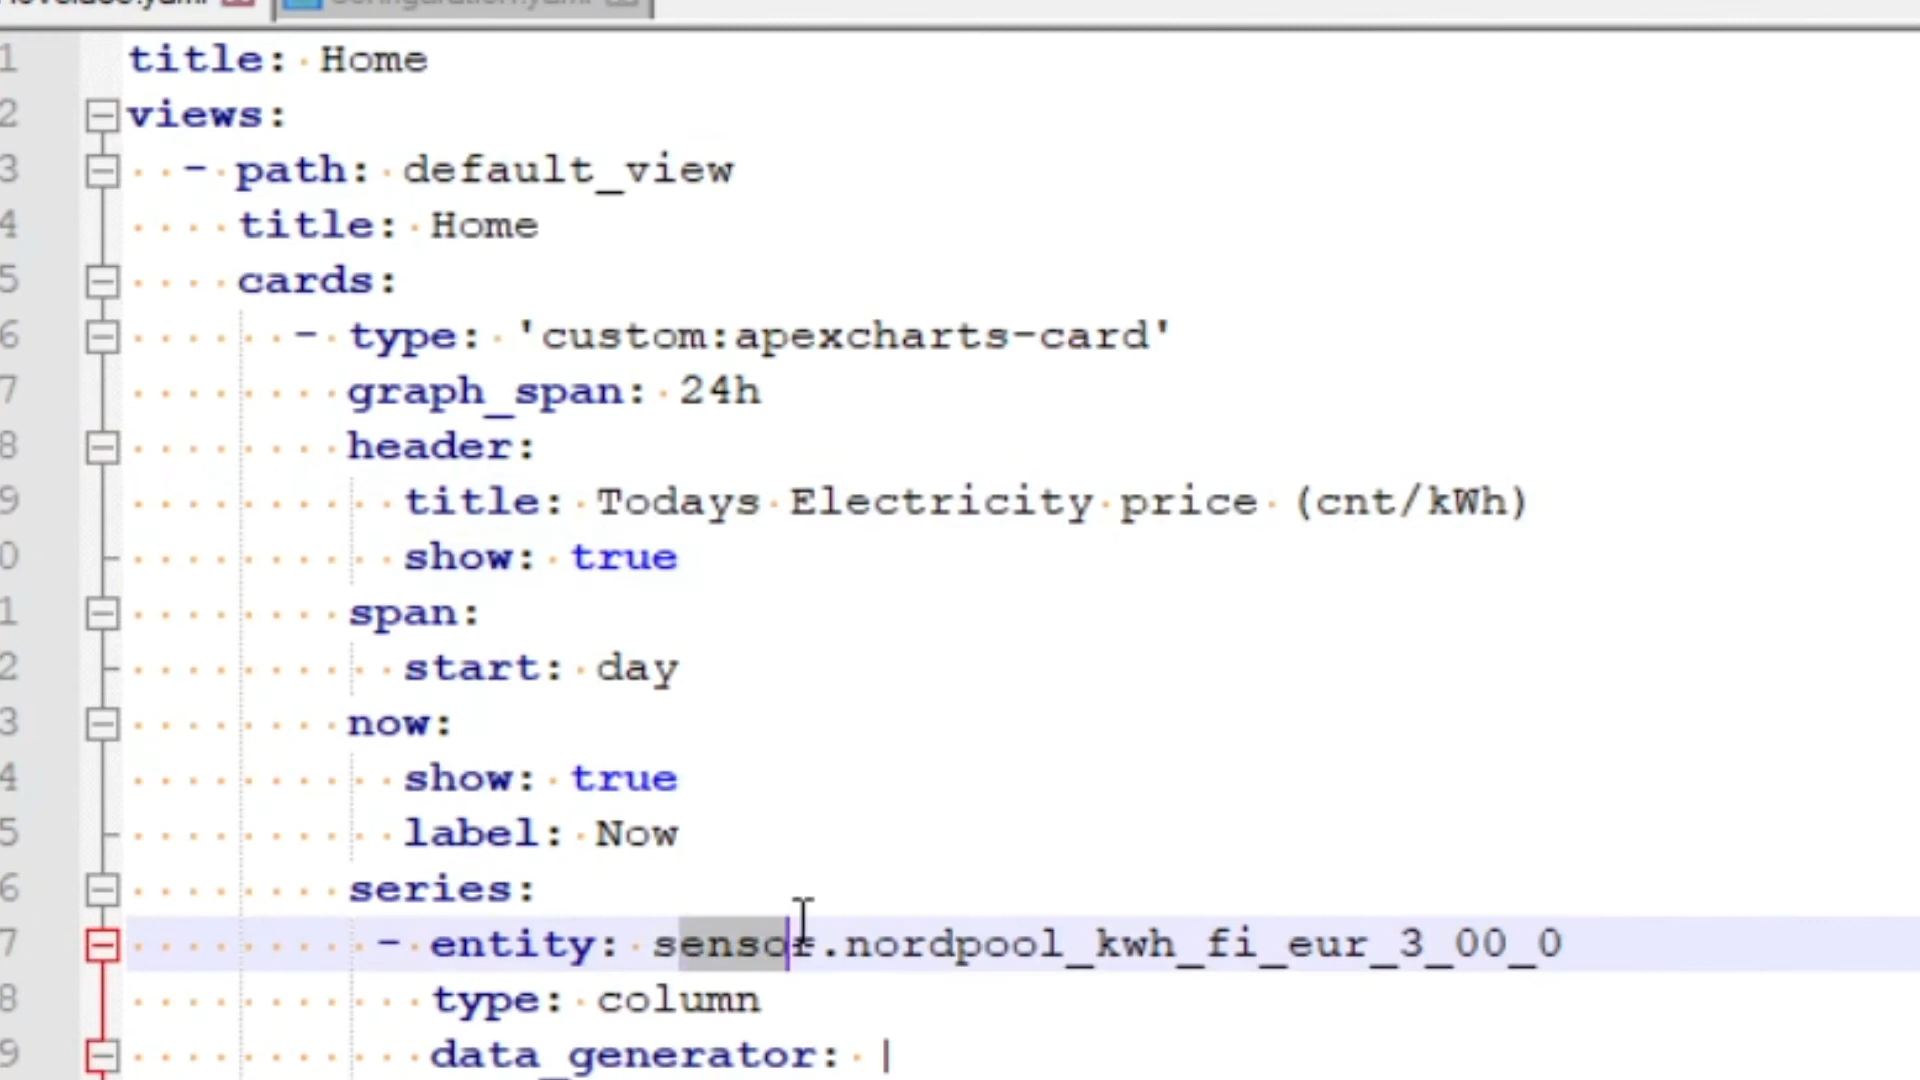 title: Home
views:
- path: default_view
title: Home
cards:
- type: 'custom:apexcharts-card'
graph_span: 24h
header:
title: Todays Electricity price (cnt/kWh)
show: true
span:
start: day
now:
show: true
label: Now
series:
- entity: sensor.nordpool_kwh_fi_eur_3_00_0
type: column
data_generator: |